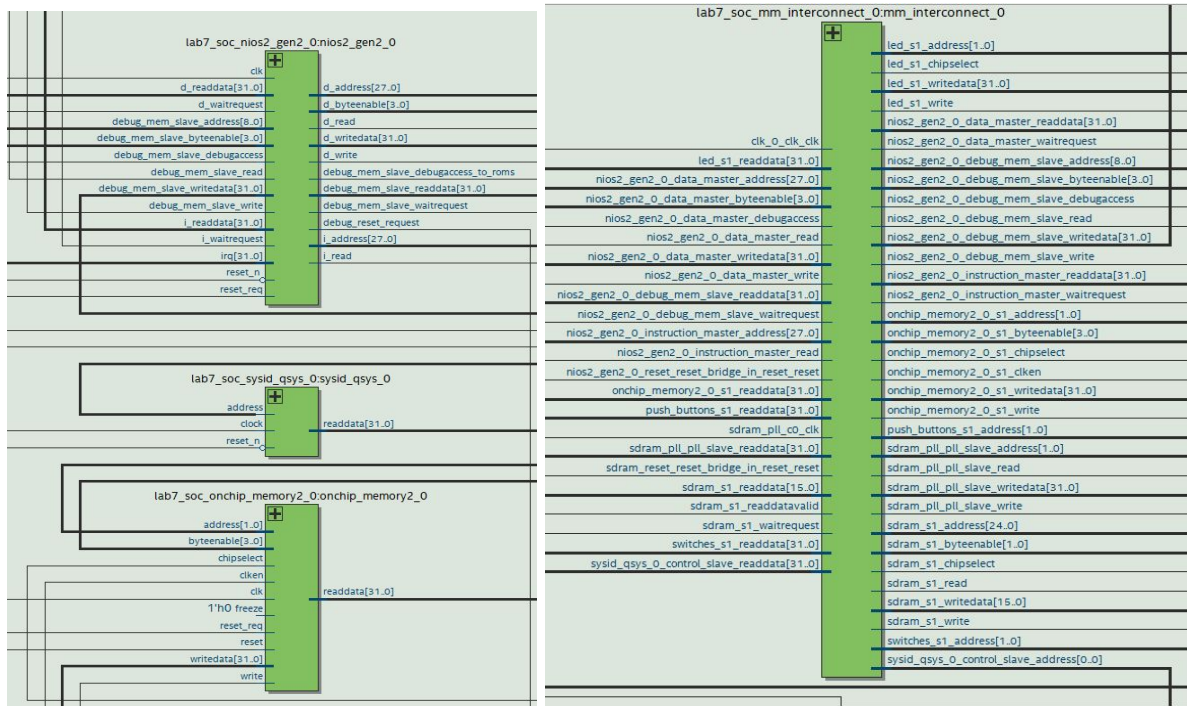 lab7_soc_nios2_gen2_0:nios2_gen2_0
clk
d_readdata[31..0]
d_waitrequest
debug_mem_slave_address[8..0]
debug_mem_slave_byteenable[3..0]
debug_mem_slave_debugaccess
debug_mem_slave_read
debug_mem_slave_writedata[31..0]
debug_mem_slave_write
i_readdata[31..0]
i_waitrequest
irq[31..0]
reset_n
reset_req
d_address[27..0]
d_byteenable[3..0]
d_read
d_writedata[31..0]
d_write
debug_mem_slave_debugaccess_to_roms
debug_mem_slave_readdata[31..0]
debug_mem_slave_waitrequest
debug_reset_request
i_address[27..0]
i_read
lab7_soc_sysid_qsys_0:sysid_qsys_0
address
clock
reset_n
readdata[31..0]
lab7_soc_onchip_memory2_0:onchip_memory2_0
address[1..0]
byteenable[3..0]
chipselect
clken
clk
1'h0 freeze
reset_req
reset
writedata[31..0]
write
readdata[31..0]
lab7_soc_mm_interconnect_0:mm_interconnect_0
clk_0_clk_clk
led_s1_readdata[31..0]
nios2_gen2_0_data_master_address[27..0]
nios2_gen2_0_data_master_byteenable[3..0]
nios2_gen2_0_data_master_debugaccess
nios2_gen2_0_data_master_read
nios2_gen2_0_data_master_writedata[31..0]
nios2_gen2_0_data_master_write
nios2_gen2_0_debug_mem_slave_readdata[31..0]
nios2_gen2_0_debug_mem_slave_waitrequest
nios2_gen2_0_instruction_master_address[27..0]
nios2_gen2_0_instruction_master_read
nios2_gen2_0_reset_reset_bridge_in_reset_reset
onchip_memory2_0_s1_readdata[31..0]
push_buttons_s1_readdata[31..0]
sdram_pll_c0_clk
sdram_pll_pll_slave_readdata[31..0]
sdram_reset_reset_bridge_in_reset_reset
sdram_s1_readdata[15..0]
sdram_s1_readdatavalid
sdram_s1_waitrequest
switches_s1_readdata[31..0]
sysid_qsys_0_control_slave_readdata[31..0]
led_s1_address[1..0]
led_s1_chipselect
led_s1_writedata[31..0]
led_s1_write
nios2_gen2_0_data_master_readdata[31..0]
nios2_gen2_0_data_master_waitrequest
nios2_gen2_0_debug_mem_slave_address[8..0]
nios2_gen2_0_debug_mem_slave_byteenable[3..0]
nios2_gen2_0_debug_mem_slave_debugaccess
nios2_gen2_0_debug_mem_slave_read
nios2_gen2_0_debug_mem_slave_writedata[31..0]
nios2_gen2_0_debug_mem_slave_write
nios2_gen2_0_instruction_master_readdata[31..0]
nios2_gen2_0_instruction_master_waitrequest
onchip_memory2_0_s1_address[1..0]
onchip_memory2_0_s1_byteenable[3..0]
onchip_memory2_0_s1_chipselect
onchip_memory2_0_s1_clken
onchip_memory2_0_s1_writedata[31..0]
onchip_memory2_0_s1_write
push_buttons_s1_address[1..0]
sdram_pll_pll_slave_address[1..0]
sdram_pll_pll_slave_read
sdram_pll_pll_slave_writedata[31..0]
sdram_pll_pll_slave_write
sdram_s1_address[24..0]
sdram_s1_byteenable[1..0]
sdram_s1_chipselect
sdram_s1_read
sdram_s1_writedata[15..0]
sdram_s1_write
switches_s1_address[1..0]
sysid_qsys_0_control_slave_address[0..0]